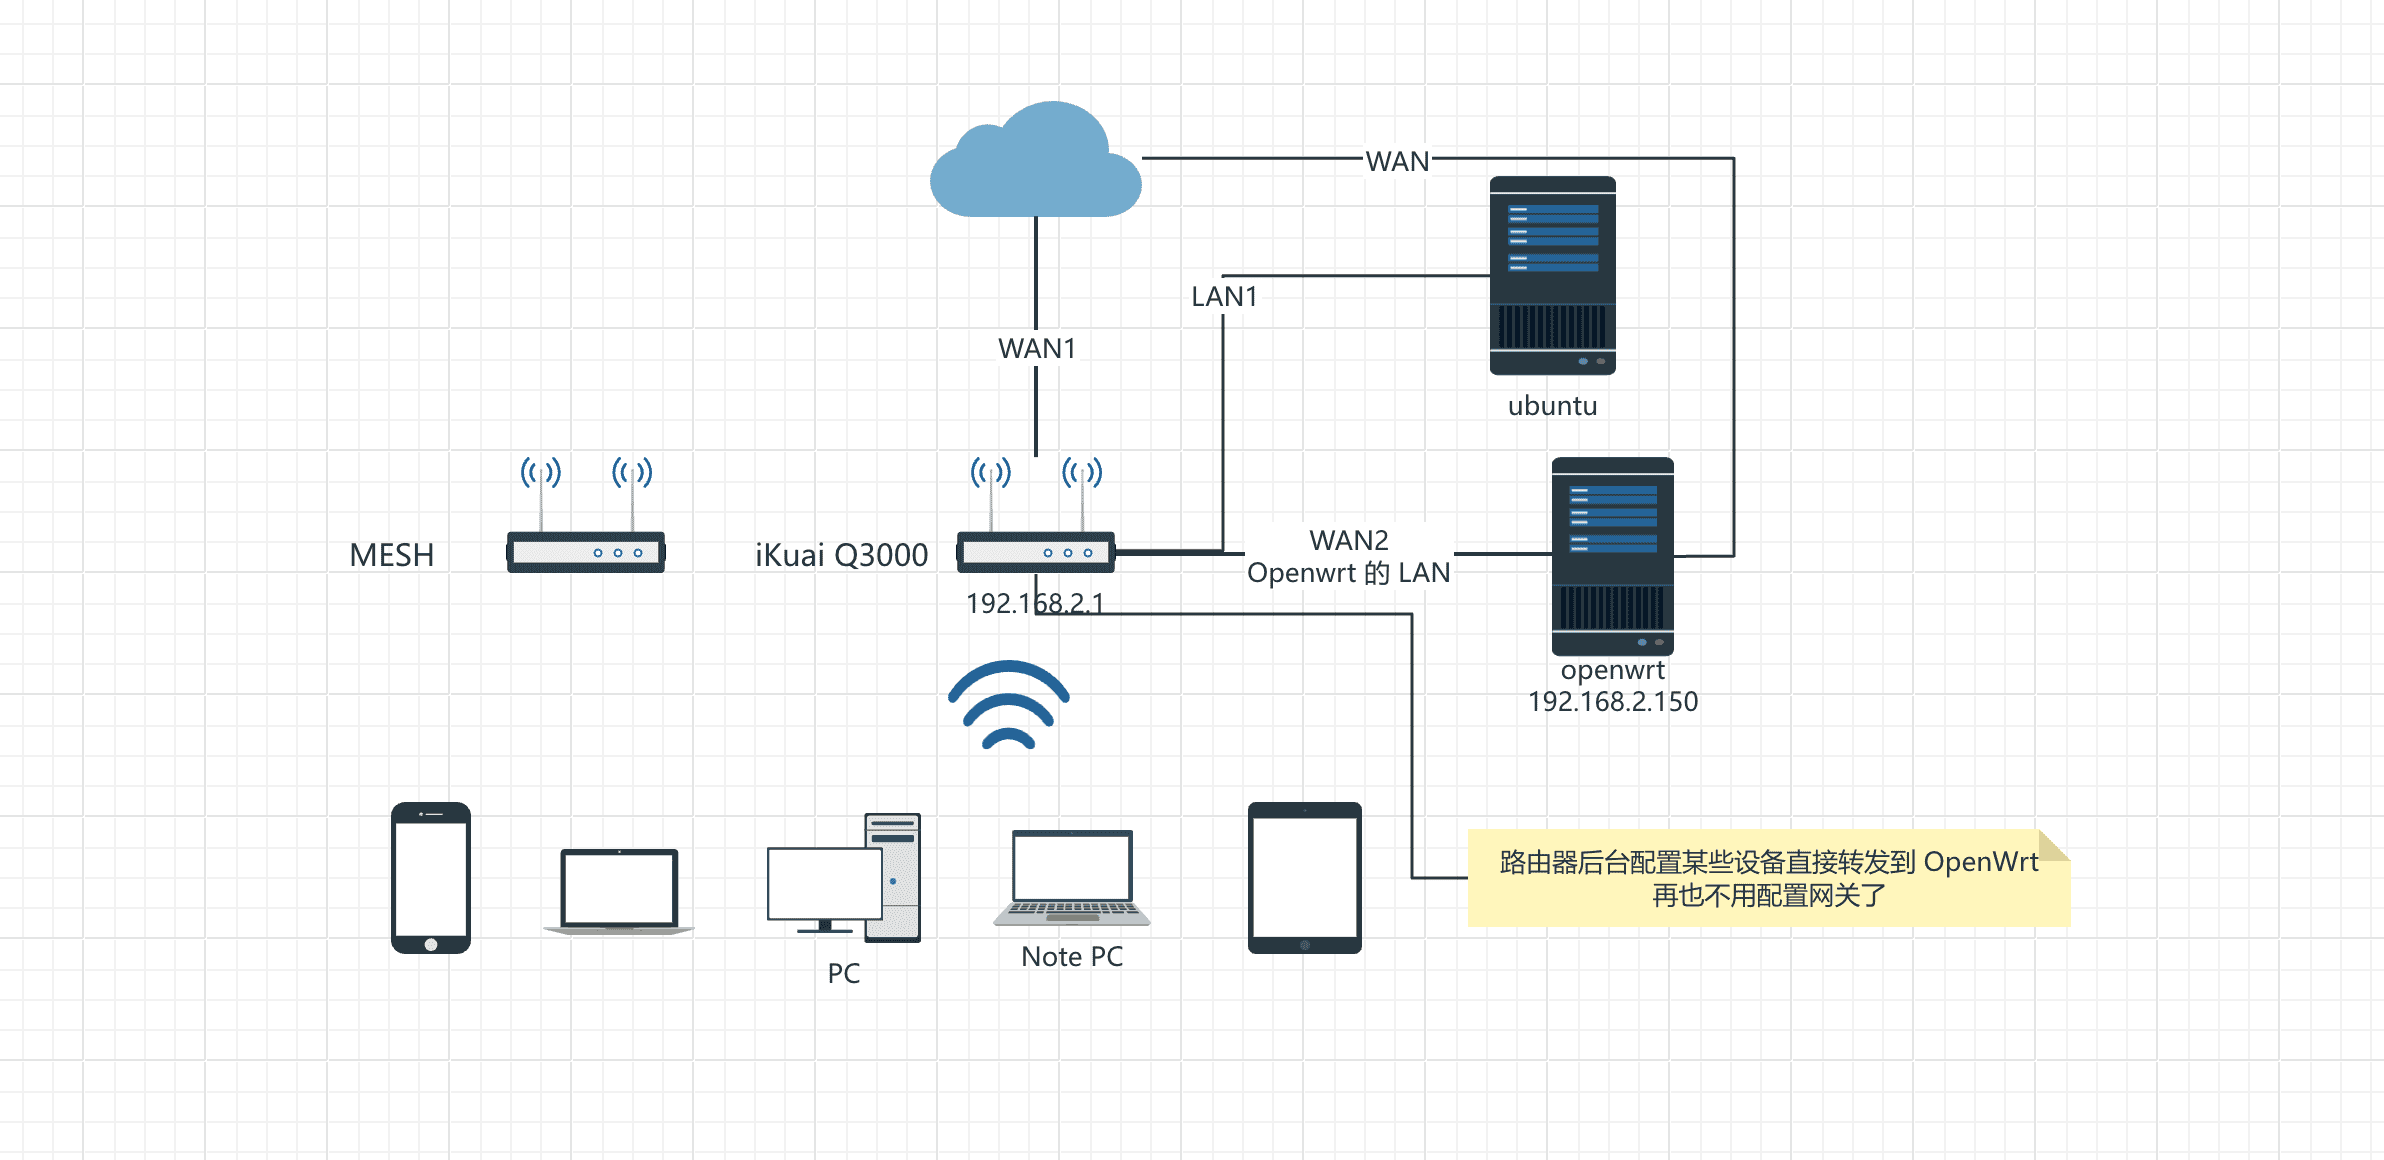 WAN
LAN1
WAN1
ubuntu
MESH
iKuai Q3000
192.168.2.1
WAN2
Openwrt 的 LAN
openwrt
192.168.2.150
路由器后台配置某些设备直接转发到 OpenWrt
再也不用配置网关了
PC
Note PC